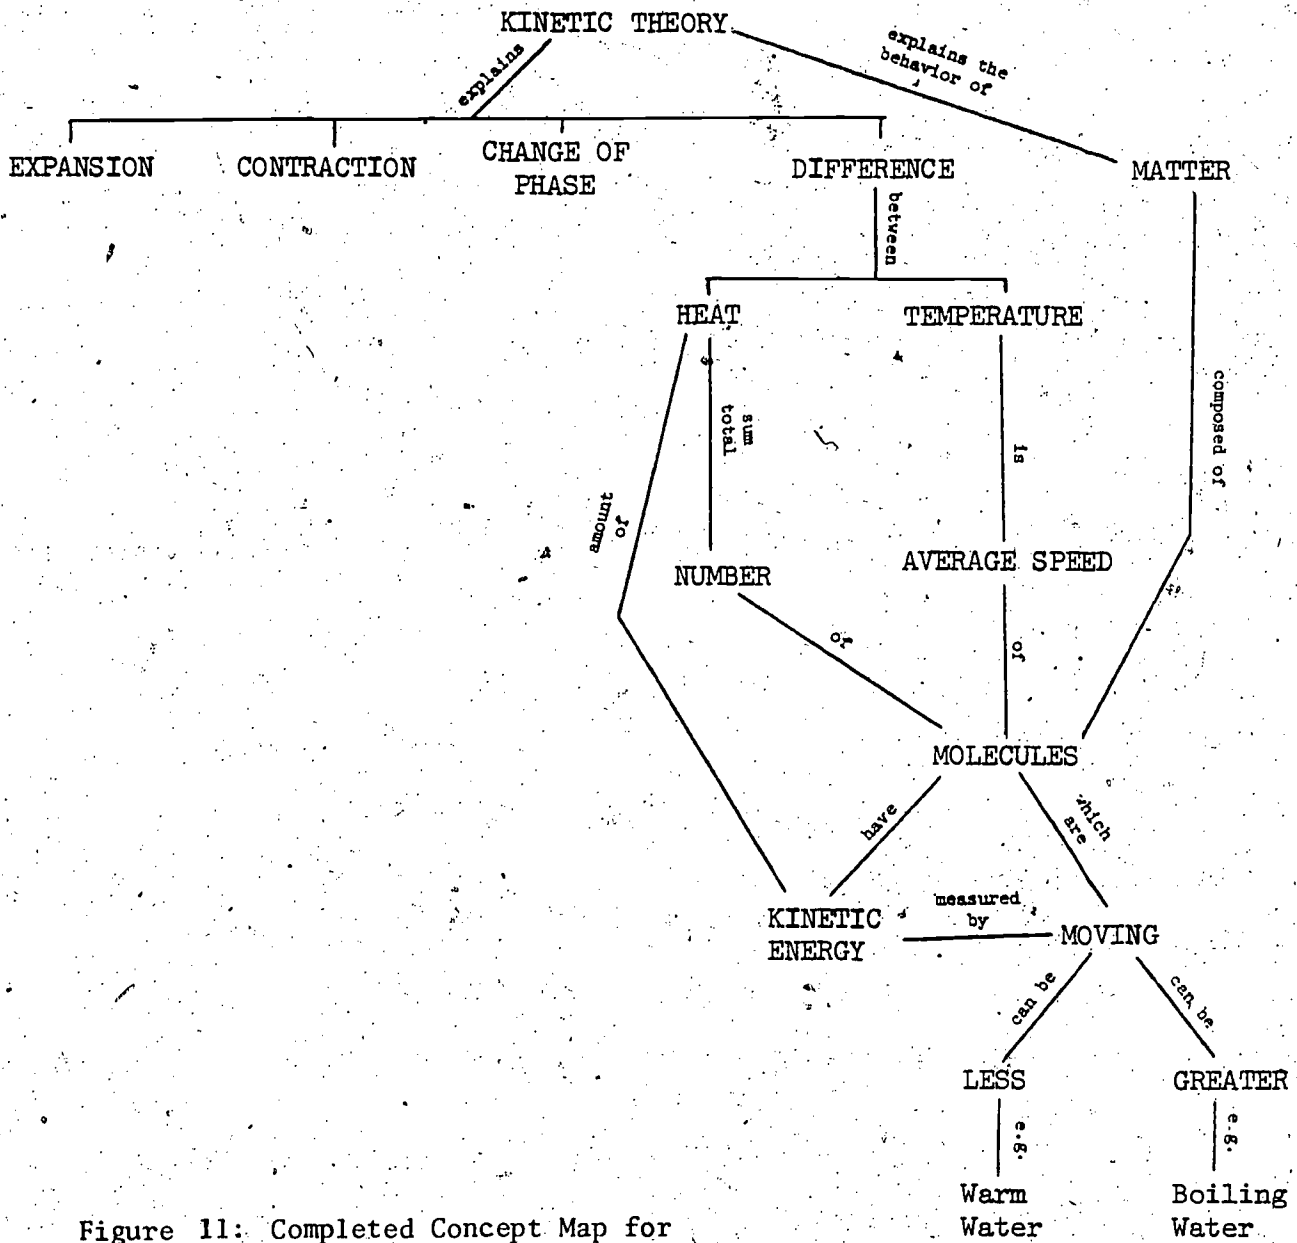 KINETIC THEORY
explains
explains the
behavior of
EXPANSION
CONTRACTION
CHANGE OF
PHASE
DIFFERENCE
MATTER
between
HEAT
TEMPERATURE
sum
total
is
composed of
amount
of
NUMBER
AVERAGE SPEED
of
of
MOLECULES
have
which
are
KINETIC
ENERGY
measured
by
MOVING
can be
can be
LESS
GREATER
e.g.
e.g.
Warm
Water
Boiling
Water
Figure 11: Completed Concept Map for